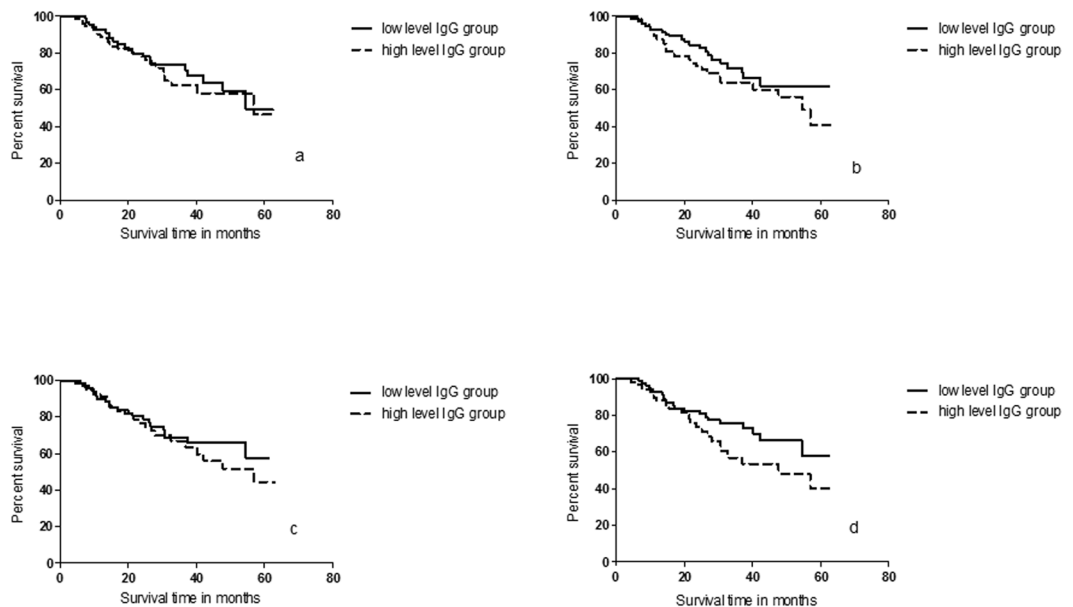 100
80
60
40
20
0
Percent survival
0 20 40 60 80
Survival time in months
low level IgG group
high level IgG group
a
100
80
60
40
20
0
Percent survival
0 20 40 60 80
Survival time in months
low level IgG group
high level IgG group
b
100
80
60
40
20
0
Percent survival
0 20 40 60 80
Survival time in months
low level IgG group
high level IgG group
c
100
80
60
40
20
0
Percent survival
0 20 40 60 80
Survival time in months
low level IgG group
high level IgG group
d